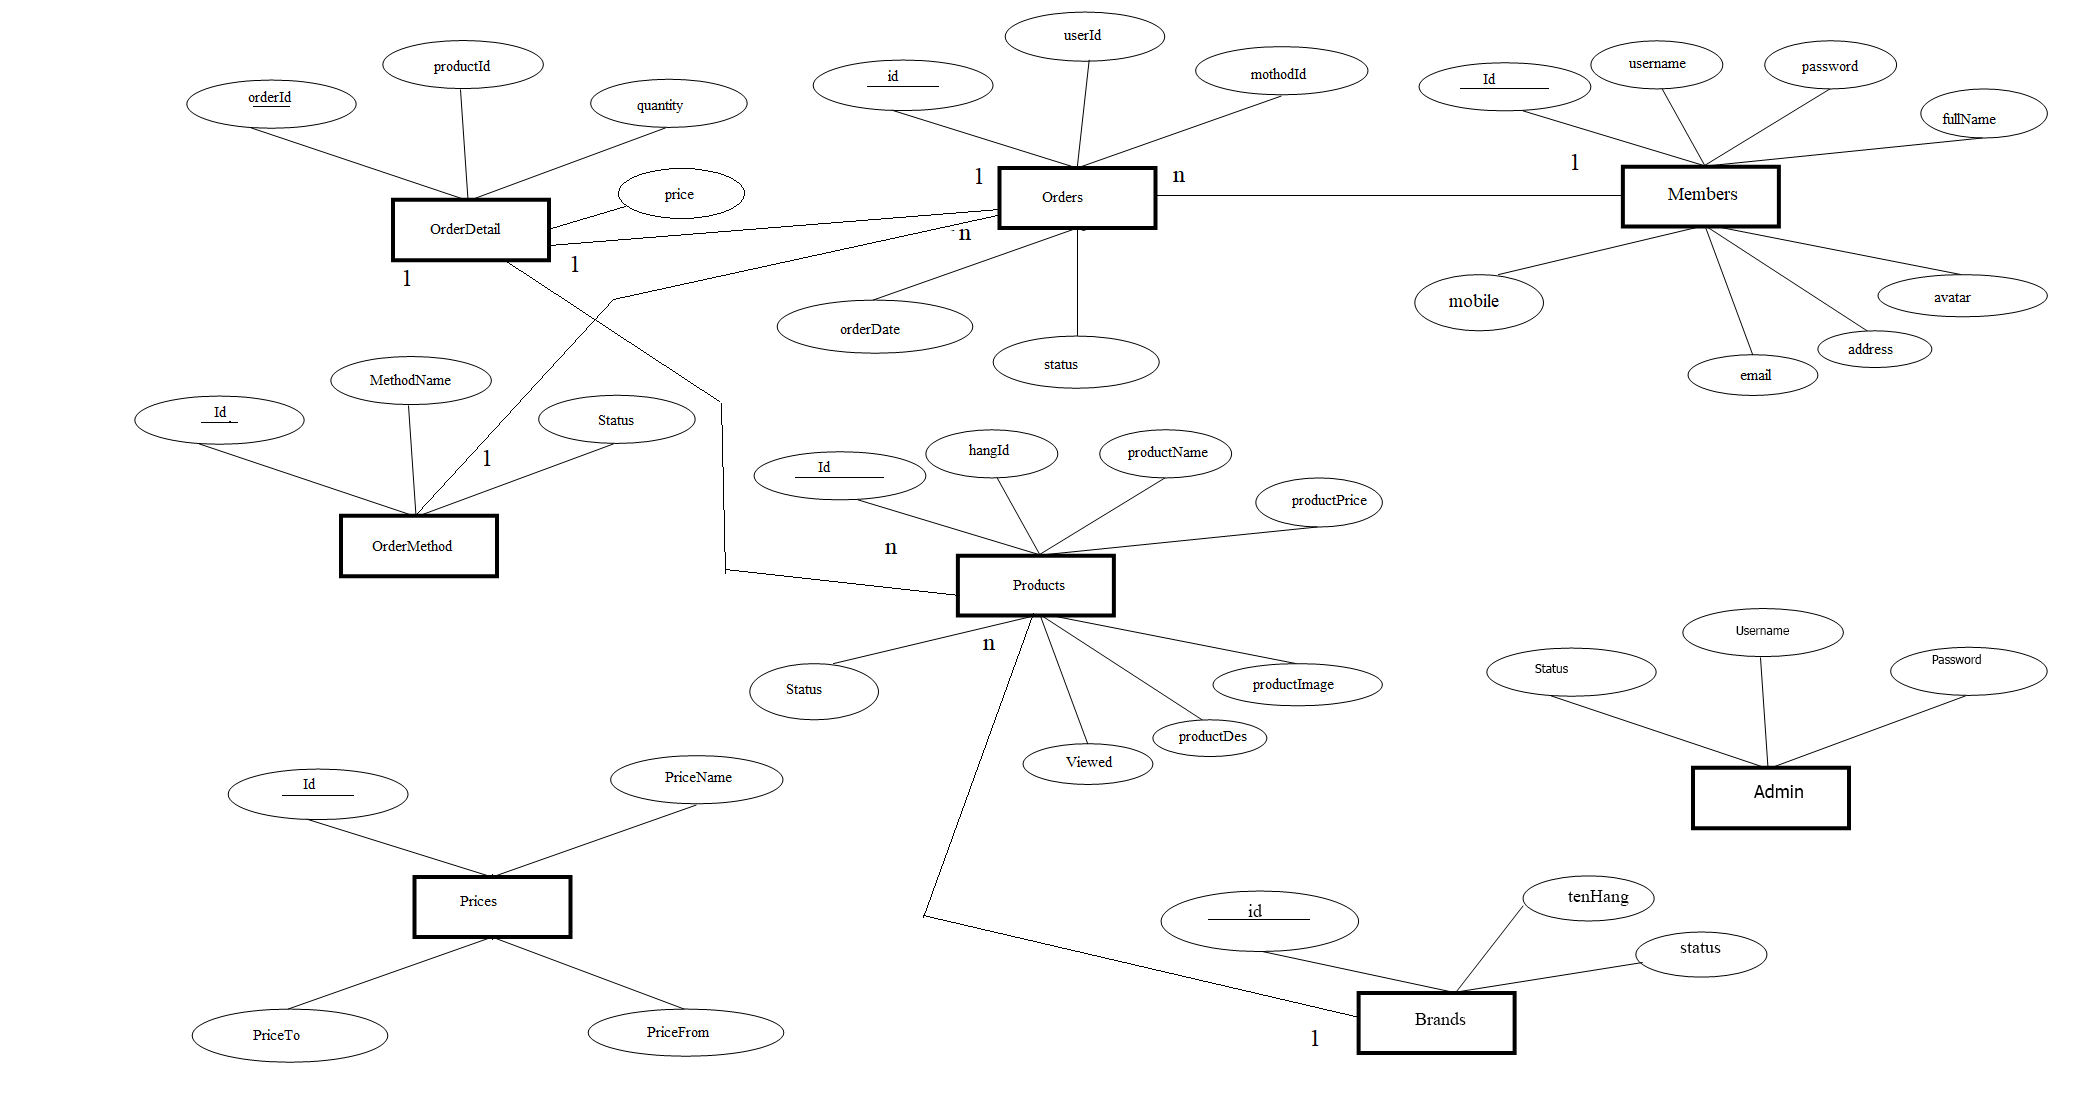 userId
id
mothodId
productId
orderId
quantity
username
password
Id
fullName
1
1
n
price
Orders
Members
OrderDetail
n
1
1
mobile
avatar
orderDate
status
address
email
MethodName
Id
Status
1
hangId
productName
Id
productPrice
OrderMethod
n
Products
n
Status
productImage
productDes
Viewed
Username
Status
Password
Admin
Id
PriceName
Prices
PriceTo
PriceFrom
id
tenHang
status
Brands
1